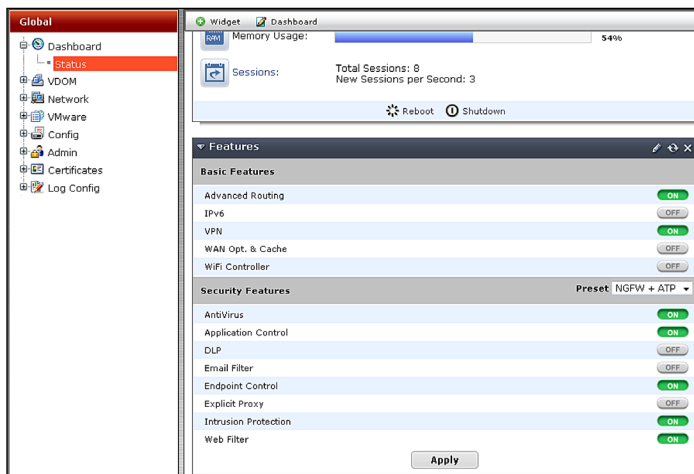 Global
Dashboard
Status
VDOM
Network
VMware
Config
Admin
Certificates
Log Config
Widget Dashboard
RAM Memory Usage: 54%
Sessions: Total Sessions: 8
New Sessions per Second: 3
Reboot Shutdown
Features
Basic Features
Advanced Routing ON
IPv6 OFF
VPN ON
WAN Opt. & Cache OFF
WiFi Controller OFF
Security Features Preset NGFW + ATP
AntiVirus ON
Application Control ON
DLP OFF
Email Filter OFF
Endpoint Control ON
Explicit Proxy OFF
Intrusion Protection ON
Web Filter ON
Apply